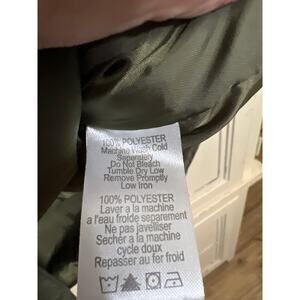 100% POLYESTER
Machine Wash Cold
Seperately
Do Not Bleach
Tumble Dry Low
Remove Promptly
Low Iron
100% POLYESTER
Laver a la machine
a l'eau froide separement
Ne pas javelliser
Secher a la machine
cycle doux
Repasser au fer froid